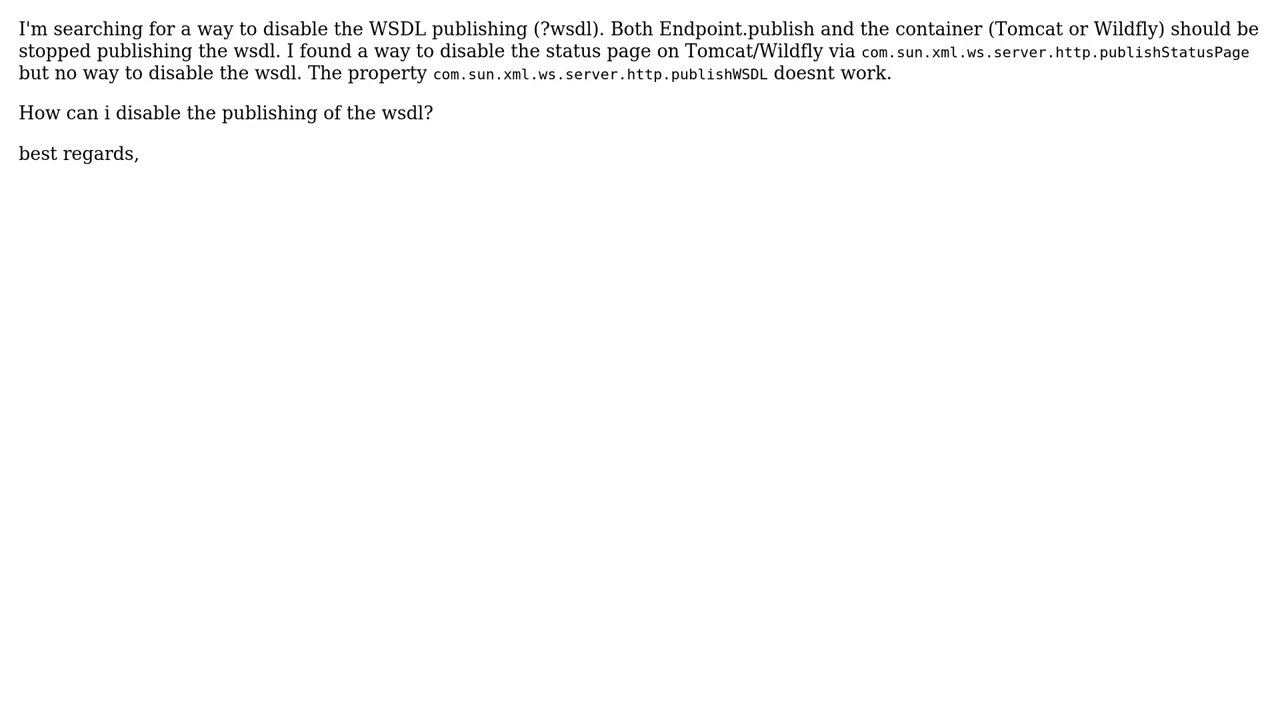 I'm searching for a way to disable the WSDL publishing (?wsdl). Both Endpoint.publish and the container (Tomcat or Wildfly) should be
stopped publishing the wsdl. I found a way to disable the status page on Tomcat/Wildfly via com.sun.xml.ws.server.http.publishStatusPage
but no way to disable the wsdl. The property com.sun.xml.ws.server.http.publishWSDL doesnt work.
How can i disable the publishing of the wsdl?
best regards,